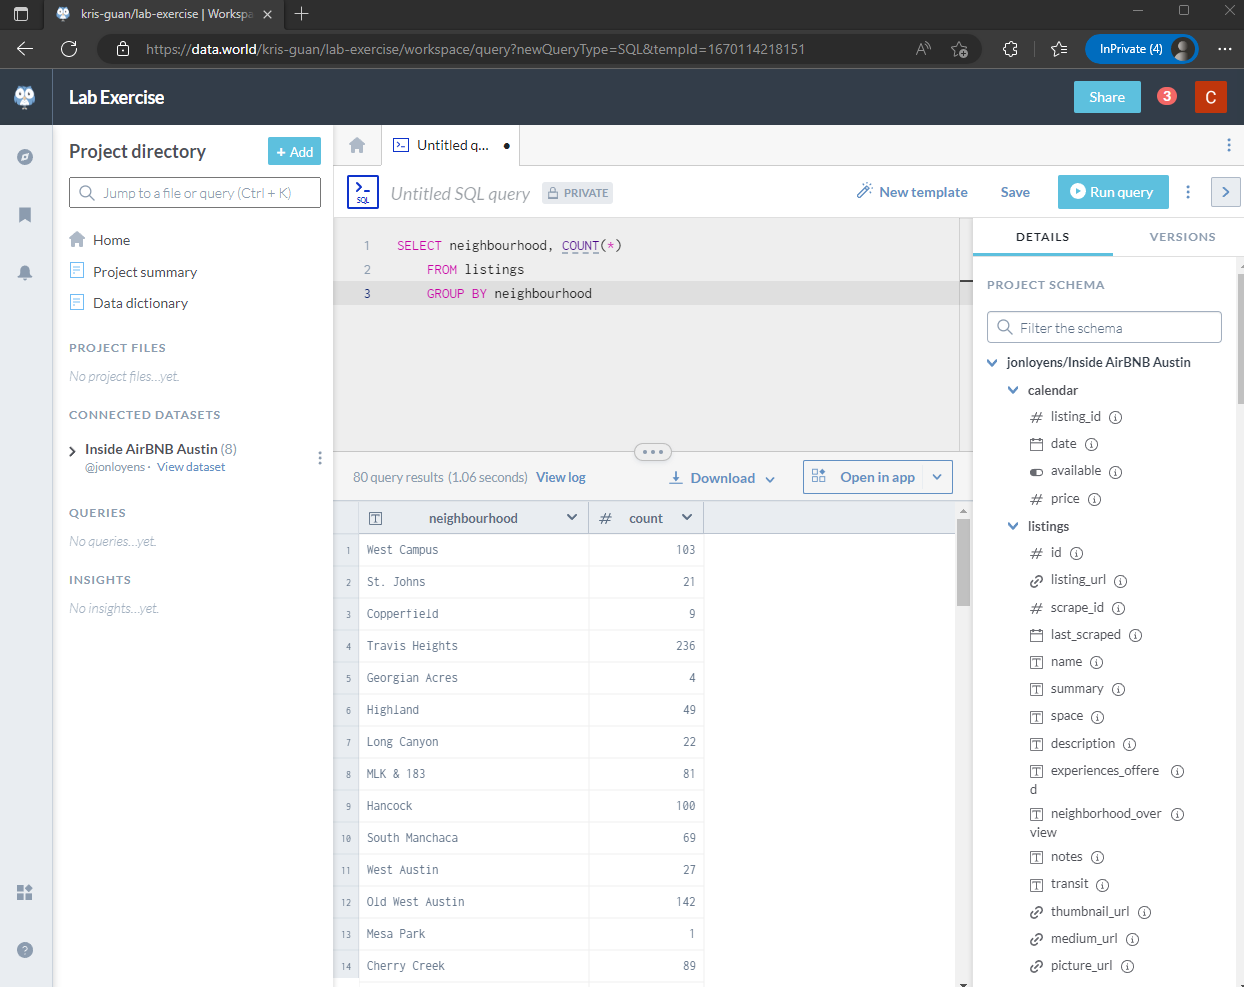 kris-guan/lab-exercise | Workspa
https://data.world/kris-guan/lab-exercise/workspace/query?newQueryType=SQL&tempId=1670114218151
InPrivate (4)
Lab Exercise
Share
3
C
Project directory
+ Add
Jump to a file or query (Ctrl + K)
Home
Project summary
Data dictionary
PROJECT FILES
No project files...yet.
CONNECTED DATASETS
Inside AirBNB Austin (8)
@jonloyens · View dataset
QUERIES
No queries...yet.
INSIGHTS
No insights...yet.
Untitled q...
SQL
Untitled SQL query
PRIVATE
New template
Save
Run query
1 SELECT neighbourhood, COUNT(*)
2 FROM listings
3 GROUP BY neighbourhood
80 query results (1.06 seconds) View log
Download
Open in app
neighbourhood # count
1 West Campus 103
2 St. Johns 21
3 Copperfield 9
4 Travis Heights 236
5 Georgian Acres 4
6 Highland 49
7 Long Canyon 22
8 MLK & 183 81
9 Hancock 100
10 South Manchaca 69
11 West Austin 27
12 Old West Austin 142
13 Mesa Park 1
14 Cherry Creek 89
DETAILS
VERSIONS
PROJECT SCHEMA
Filter the schema
jonloyens/Inside AirBNB Austin
calendar
# listing_id
date
available
# price
listings
# id
listing_url
# scrape_id
last_scraped
name
summary
space
description
experiences_offere
d
neighborhood_over
view
notes
transit
thumbnail_url
medium_url
picture_url